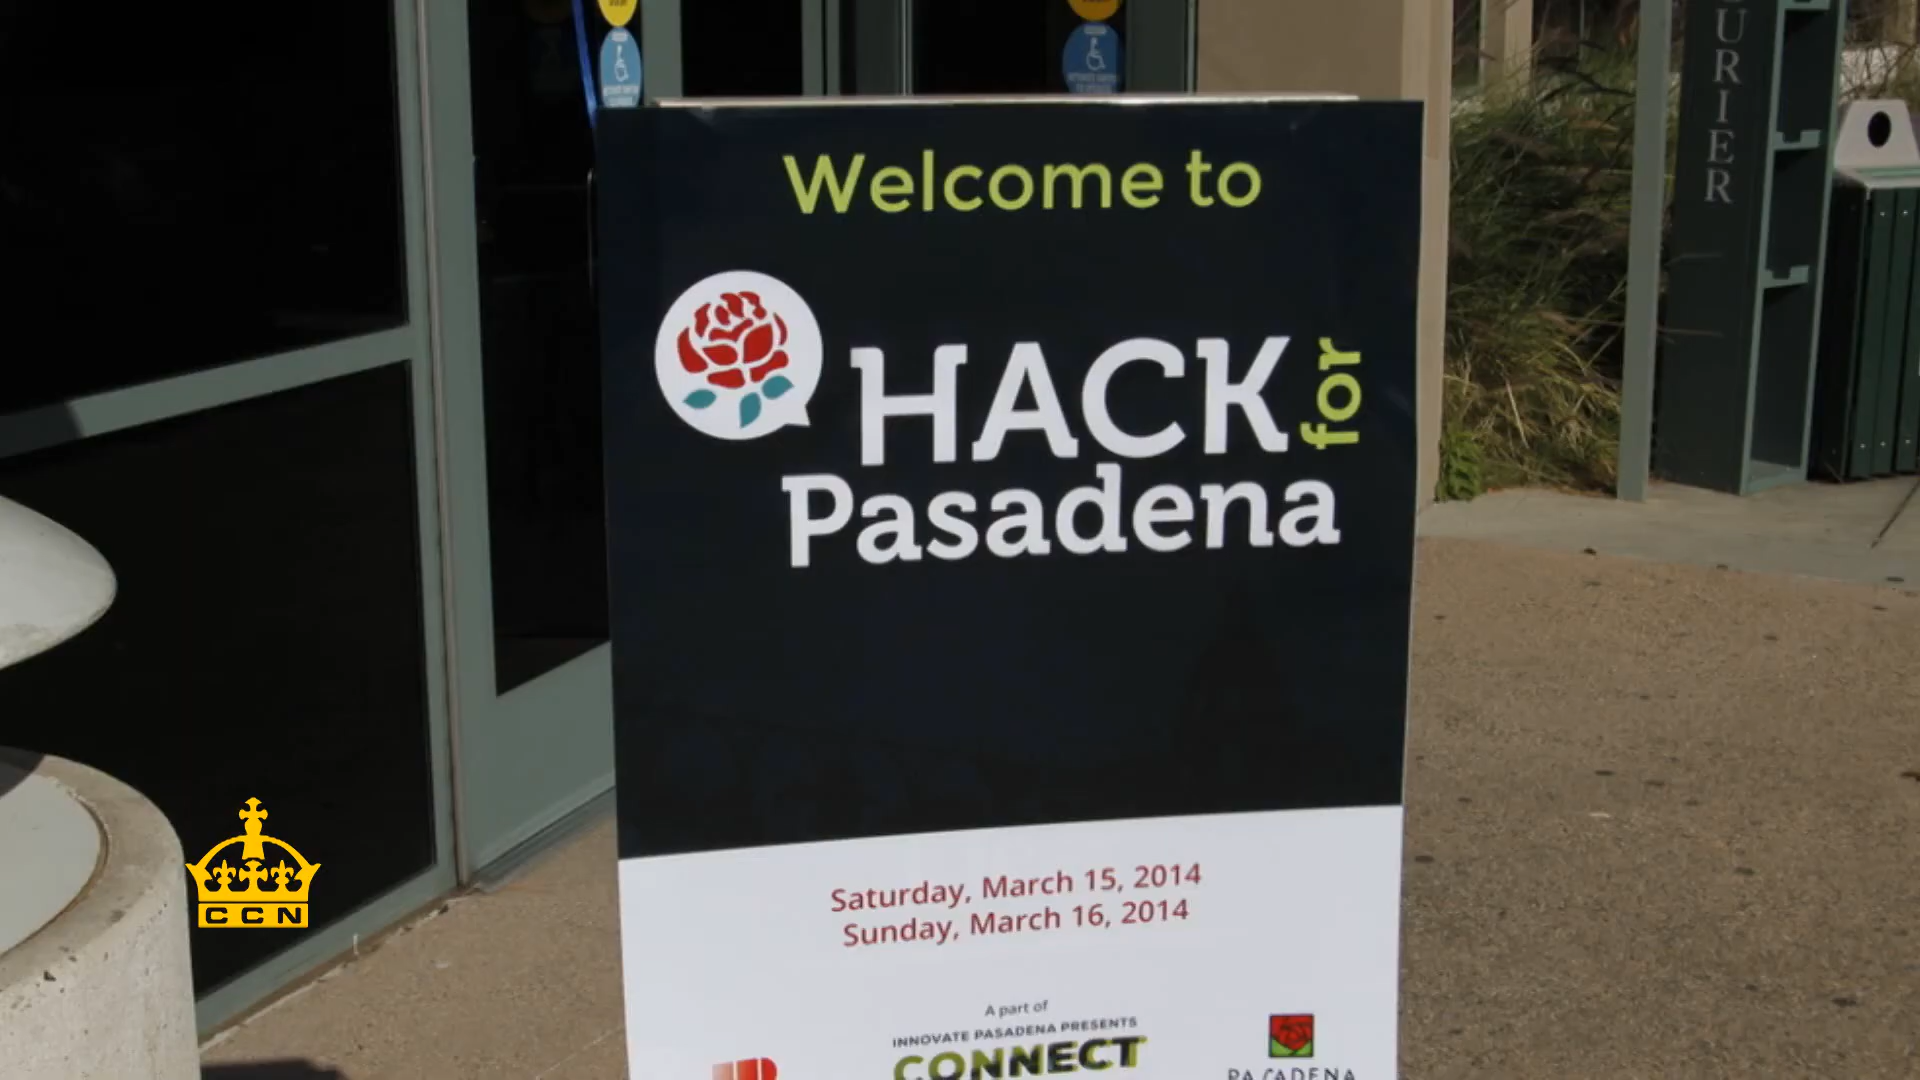 Welcome to
HACK for
Pasadena
Saturday, March 15, 2014
Sunday, March 16, 2014
A part of
INNOVATE PASADENA PRESENTS
CONNECT
PASADENA
URIER
CCN